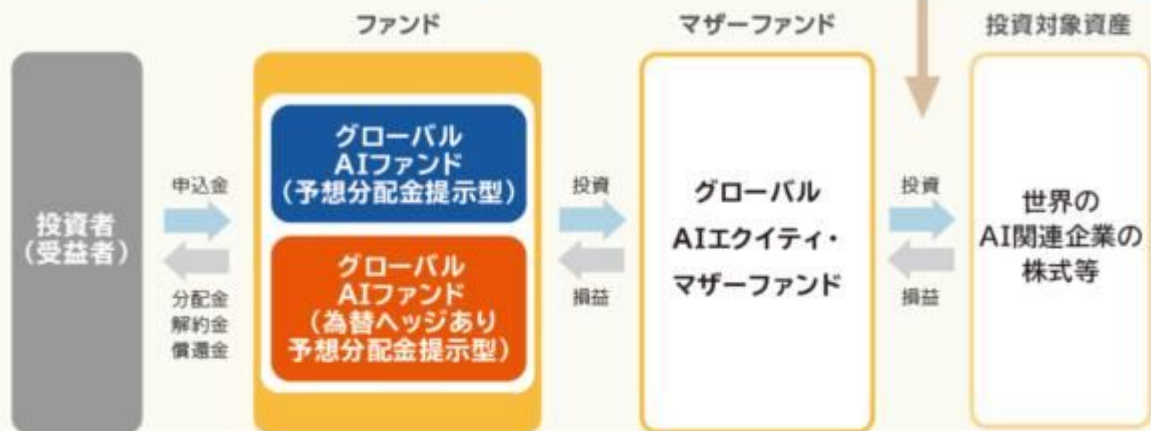 ファンド
マザーファンド
投資対象資産
投資者
(受益者)
申込金
分配金
解約金
償還金
グローバル
AIファンド
(予想分配金提示型)
グローバル
AIファンド
(為替ヘッジあり
予想分配金提示型)
投資
損益
グローバル
AIエクイティ・
マザーファンド
投資
損益
世界の
AI関連企業の
株式等